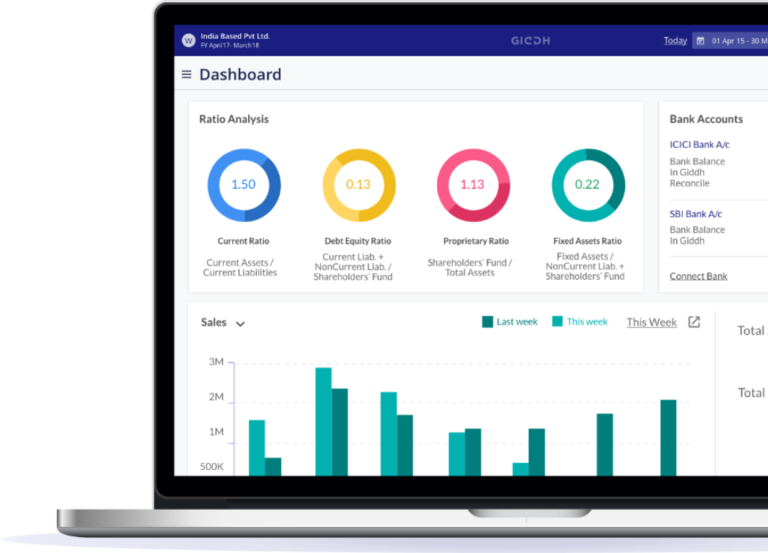 W
India Based Pvt Ltd.
FY April17- March18
GIDDH
Today
01 Apr 15 - 30 M
Dashboard
Ratio Analysis
1.50
0.13
1.13
0.22
Current Ratio
Current Assets /
Current Liabilities
Debt Equity Ratio
Current Liab. +
NonCurrent Liab. /
Shareholders' Fund
Proprietary Ratio
Shareholders' Fund /
Total Assets
Fixed Assets Ratio
Fixed Assets /
NonCurrent Liab. +
Shareholders' Fund
Bank Accounts
ICICI Bank A/c
Bank Balance
In Giddh
Reconcile
SBI Bank A/c
Bank Balance
In Giddh
Connect Bank
Sales
Last week
This week
This Week
3M
2M
1M
500K
Total
Total